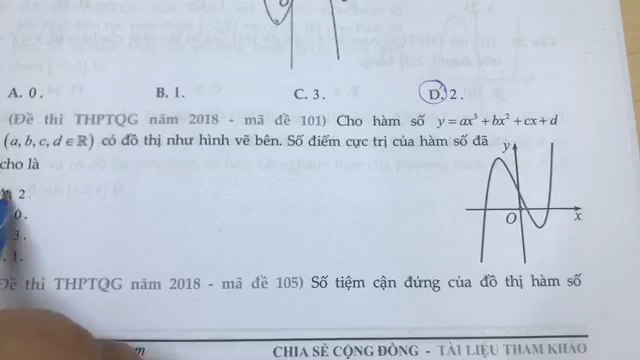 A. 0.
B. 1.
C. 3.
D. 2.
(Đề thi THPTQG năm 2018 - mã đề 101) Cho hàm số y = ax³ + bx² + cx + d
(a, b, c, d ∈ ℝ) có đồ thị như hình vẽ bên. Số điểm cực trị của hàm số đã
cho là
y
O
x
2.
0.
3.
1.
Đề thi THPTQG năm 2018 - mã đề 105) Số tiệm cận đứng của đồ thị hàm số
CHIA SẺ CỘNG ĐỒNG - TÀI LIỆU THAM KHẢO